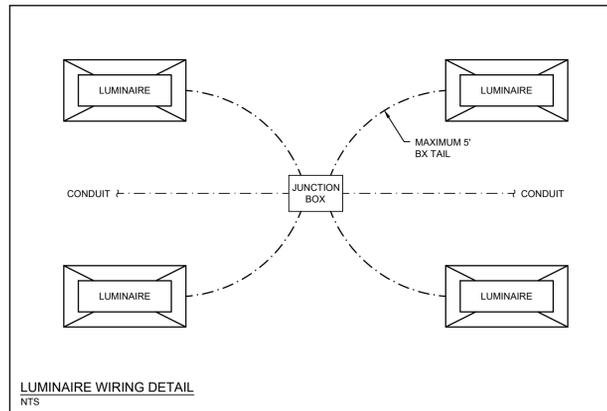 LUMINAIRE
LUMINAIRE
MAXIMUM 5'
BX TAIL
CONDUIT
JUNCTION
BOX
CONDUIT
LUMINAIRE
LUMINAIRE
LUMINAIRE WIRING DETAIL
NTS